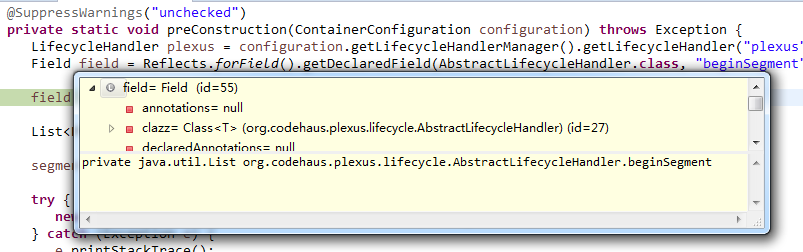 @SuppressWarnings("unchecked")
private static void preConstruction(ContainerConfiguration configuration) throws Exception {
LifecycleHandler plexus = configuration.getLifecycleHandlerManager().getLifecycleHandler("plexus"
Field field = Reflects.forField().getDeclaredField(AbstractLifecycleHandler.class, "beginSegment"
field
field= Field (id=55)
annotations= null
clazz= Class<T> (org.codehaus.plexus.lifecycle.AbstractLifecycleHandler) (id=27)
declaredAnnotations= null
List<
private java.util.List org.codehaus.plexus.lifecycle.AbstractLifecycleHandler.beginSegment
segmen
try {
new
} catch (Exception e) {
e.printStackTrace();